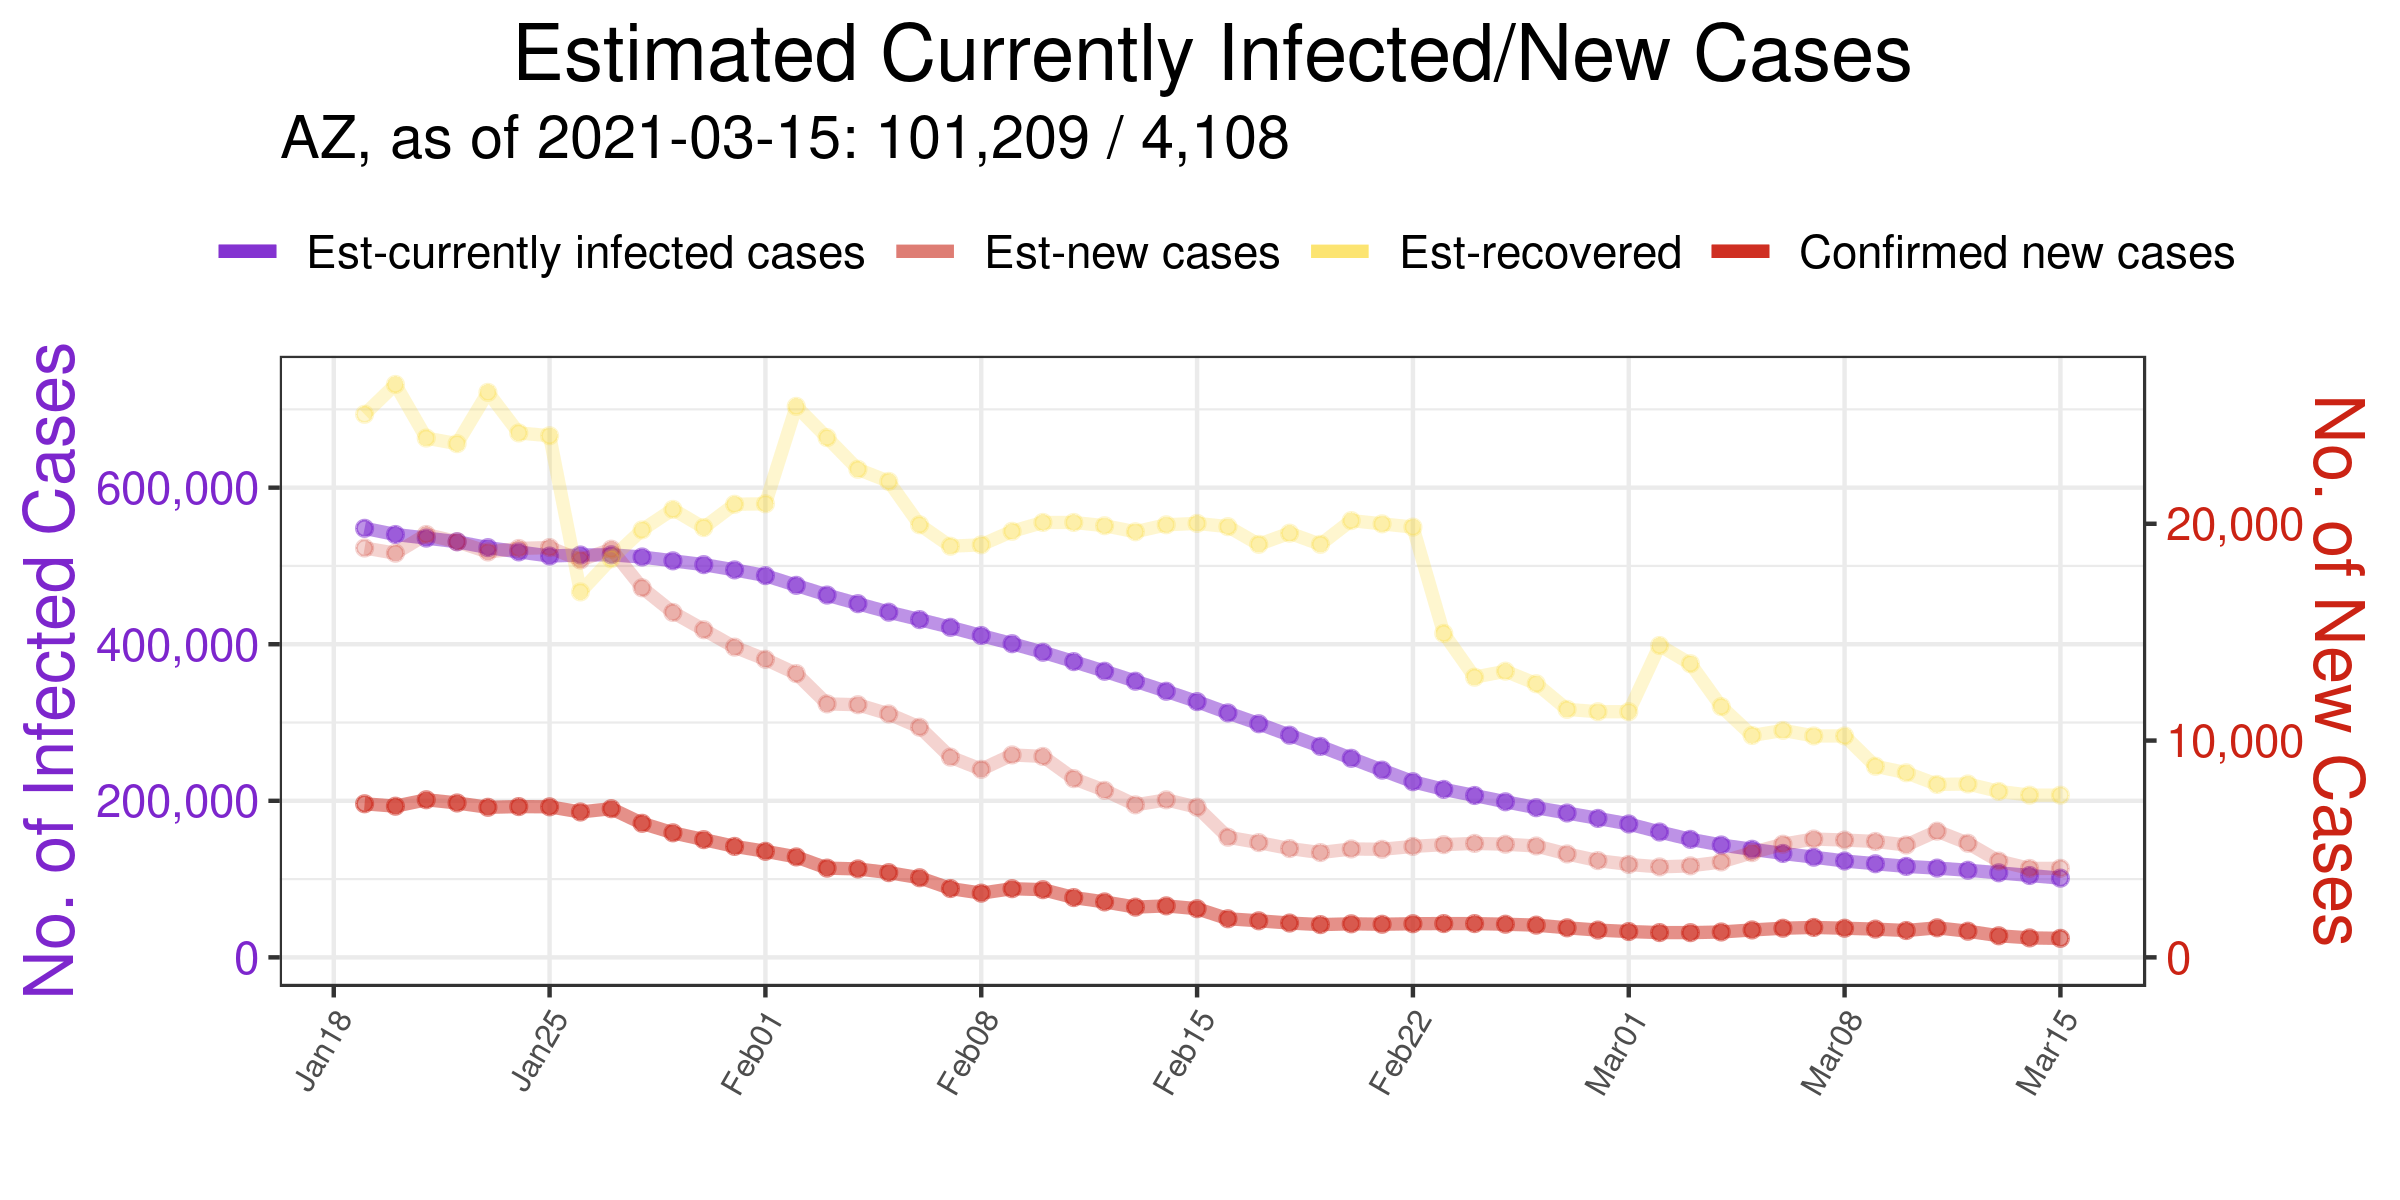 Estimated Currently Infected/New Cases
AZ, as of 2021-03-15: 101,209 / 4,108
Est-currently infected cases Est-new cases Est-recovered Confirmed new cases
No. of Infected Cases
600,000
400,000
200,000
0
20,000
10,000
0
No. of New Cases
Jan18 Jan25 Feb01 Feb08 Feb15 Feb22 Mar01 Mar08 Mar15